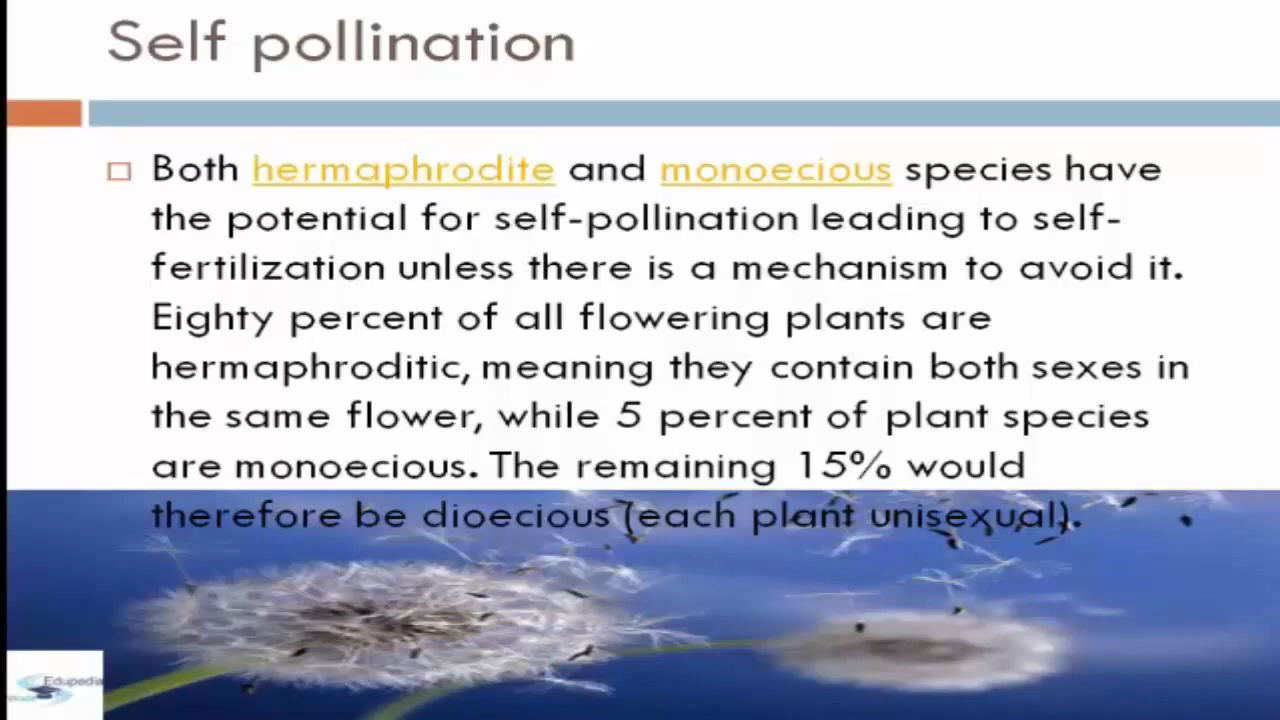 Self pollination
Both hermaphrodite and monoecious species have
the potential for self-pollination leading to self-
fertilization unless there is a mechanism to avoid it.
Eighty percent of all flowering plants are
hermaphroditic, meaning they contain both sexes in
the same flower, while 5 percent of plant species
are monoecious. The remaining 15% would
therefore be dioecious (each plant unisexual).
Edupedia